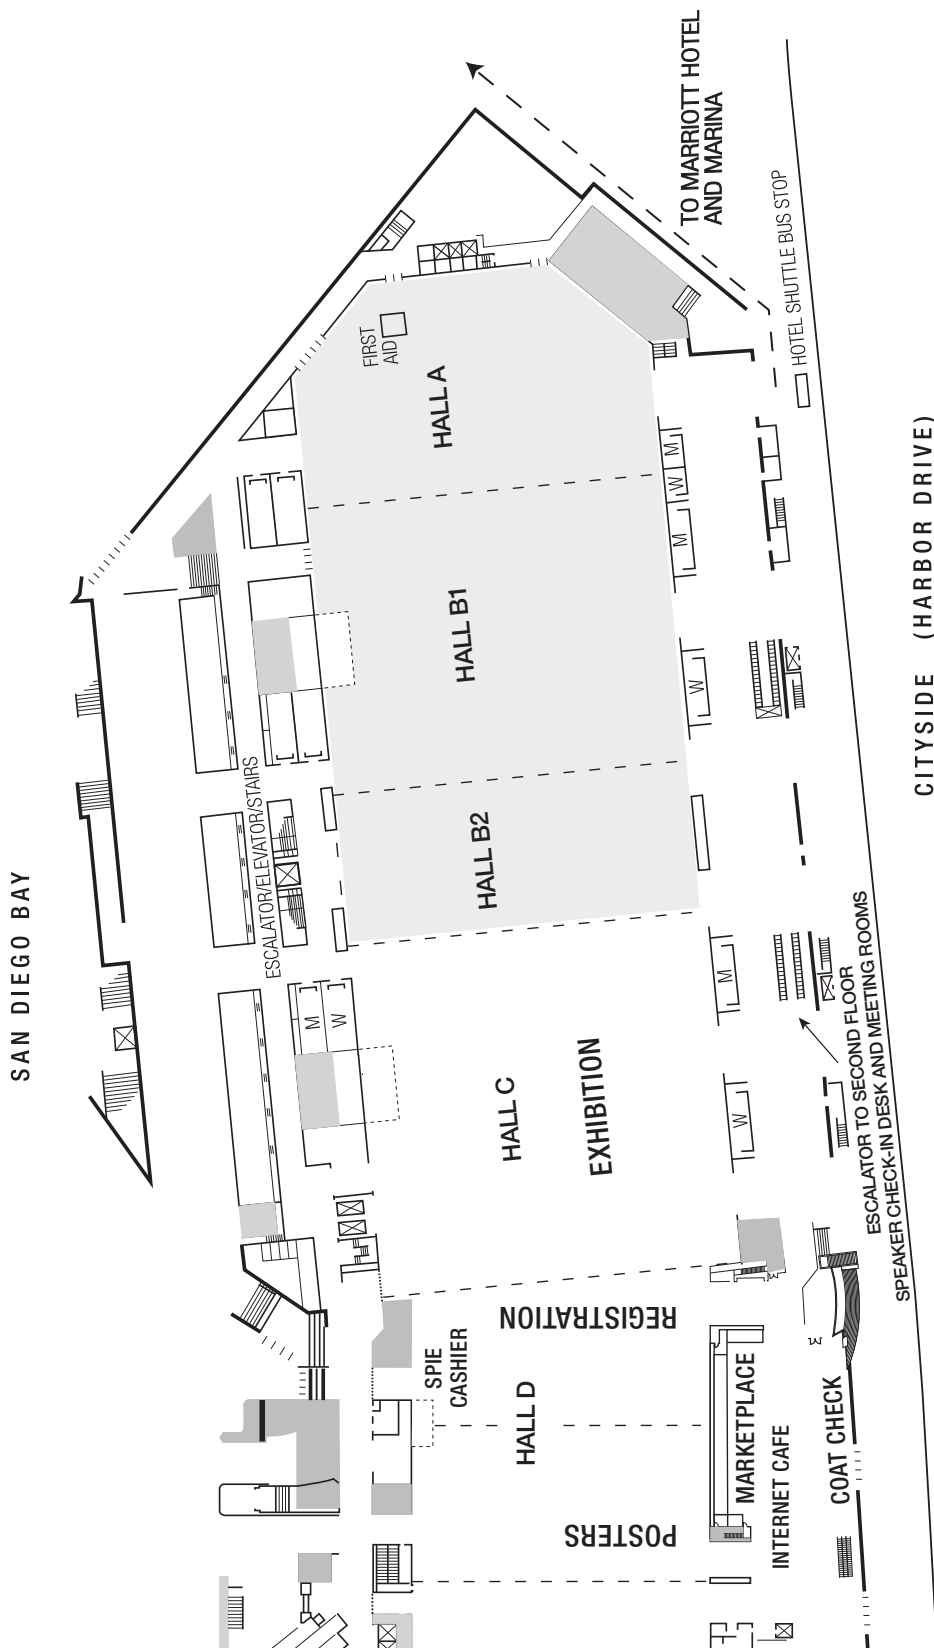 TO MARRIOTT HOTEL
AND MARINA
HOTEL SHUTTLE BUS STOP
FIRST
AID
HALL A
M
W
M
CITYSIDE (HARBOR DRIVE)
HALL B1
W
ESCALATOR/ELEVATOR/STAIRS
HALL B2
SAN DIEGO BAY
M
W
M
HALL C
EXHIBITION
W
ESCALATOR TO SECOND FLOOR
SPEAKER CHECK-IN DESK AND MEETING ROOMS
REGISTRATION
SPIE
CASHIER
HALL D
MARKETPLACE
INTERNET CAFE
COAT CHECK
POSTERS